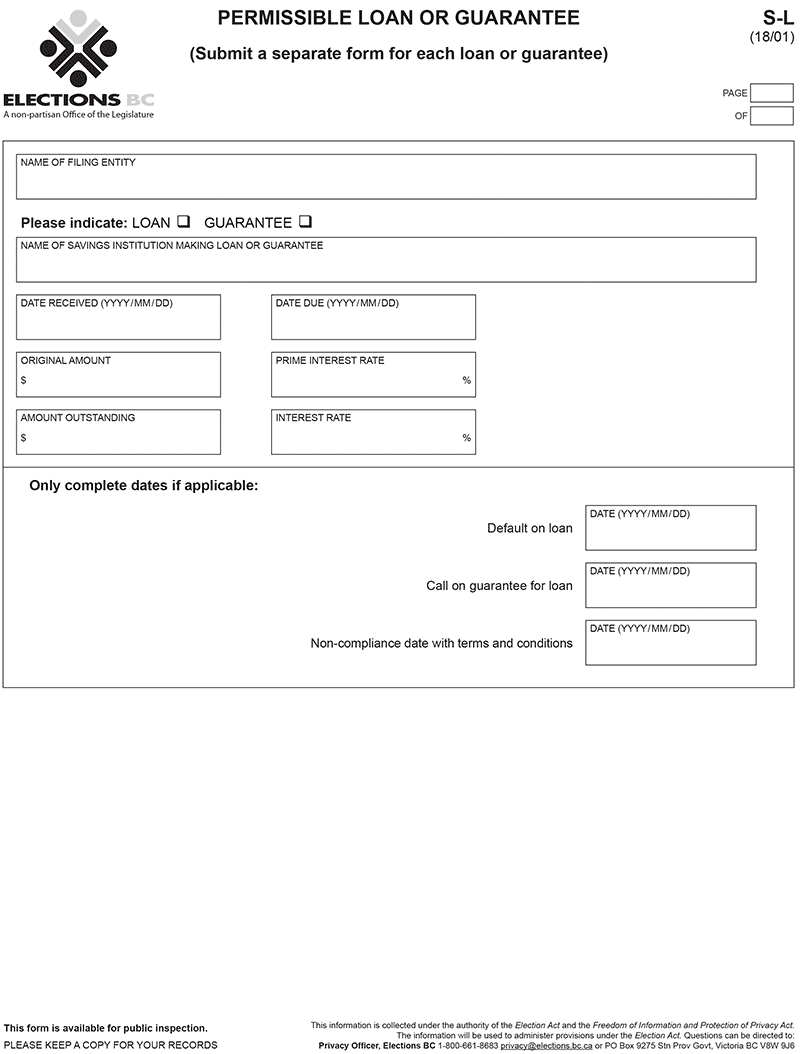 PERMISSIBLE LOAN OR GUARANTEE
S-L
(18/01)
(Submit a separate form for each loan or guarantee)
ELECTIONS BC
A non-partisan Office of the Legislature
PAGE
OF
NAME OF FILING ENTITY
Please indicate: LOAN ❑ GUARANTEE ❑
NAME OF SAVINGS INSTITUTION MAKING LOAN OR GUARANTEE
DATE RECEIVED (YYYY/MM/DD) DATE DUE (YYYY/MM/DD)
ORIGINAL AMOUNT PRIME INTEREST RATE
$ %
AMOUNT OUTSTANDING INTEREST RATE
$ %
Only complete dates if applicable:
DATE (YYYY/MM/DD)
Default on loan
DATE (YYYY/MM/DD)
Call on guarantee for loan
DATE (YYYY/MM/DD)
Non-compliance date with terms and conditions
This form is available for public inspection.
PLEASE KEEP A COPY FOR YOUR RECORDS
This information is collected under the authority of the Election Act and the Freedom of Information and Protection of Privacy Act.
The information will be used to administer provisions under the Election Act. Questions can be directed to:
Privacy Officer, Elections BC 1-800-661-8683 privacy@elections.bc.ca or PO Box 9275 Stn Prov Govt, Victoria BC V8W 9J6